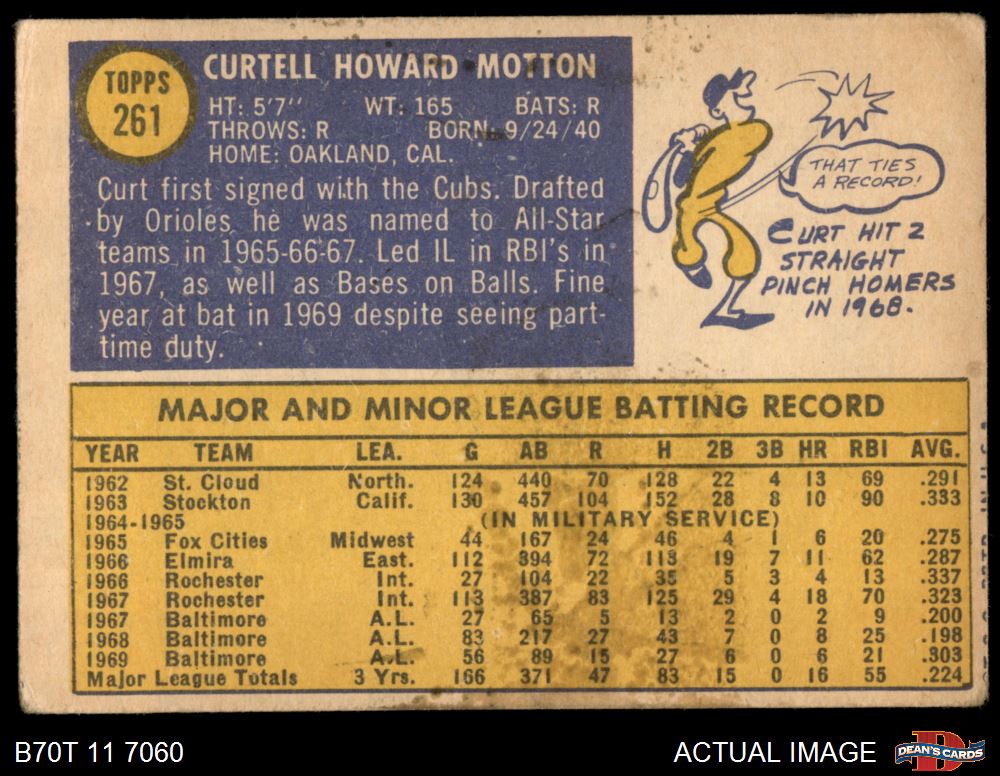 TOPPS
261
CURTELL HOWARD MOTTON
HT: 5'7" WT: 165 BATS: R
THROWS: R BORN: 9/24/40
HOME: OAKLAND, CAL.
Curt first signed with the Cubs. Drafted
by Orioles he was named to All-Star
teams in 1965-66-67. Led IL in RBI's in
1967, as well as Bases on Balls. Fine
year at bat in 1969 despite seeing part-
time duty.
THAT TIES
A RECORD!
CURT HIT 2
STRAIGHT
PINCH HOMERS
IN 1968.
MAJOR AND MINOR LEAGUE BATTING RECORD
YEAR TEAM LEA. G AB R H 2B 3B HR RBI AVG.
1962 St. Cloud North. 124 440 70 128 22 4 13 69 .291
1963 Stockton Calif. 130 457 104 152 28 8 10 90 .333
1964-1965 (IN MILITARY SERVICE)
1965 Fox Cities Midwest 44 167 24 46 4 1 6 20 .275
1966 Elmira East. 112 394 72 113 19 7 11 62 .287
1966 Rochester Int. 27 104 22 35 5 3 4 13 .337
1967 Rochester Int. 113 387 83 125 29 4 18 70 .323
1967 Baltimore A.L. 27 65 5 13 2 0 2 9 .200
1968 Baltimore A.L. 83 217 27 43 7 0 8 25 .198
1969 Baltimore A.L. 56 89 15 27 6 0 6 21 .303
Major League Totals 3 Yrs. 166 371 47 83 15 0 16 55 .224
B70T 11 7060
ACTUAL IMAGE
DEAN'S CARDS